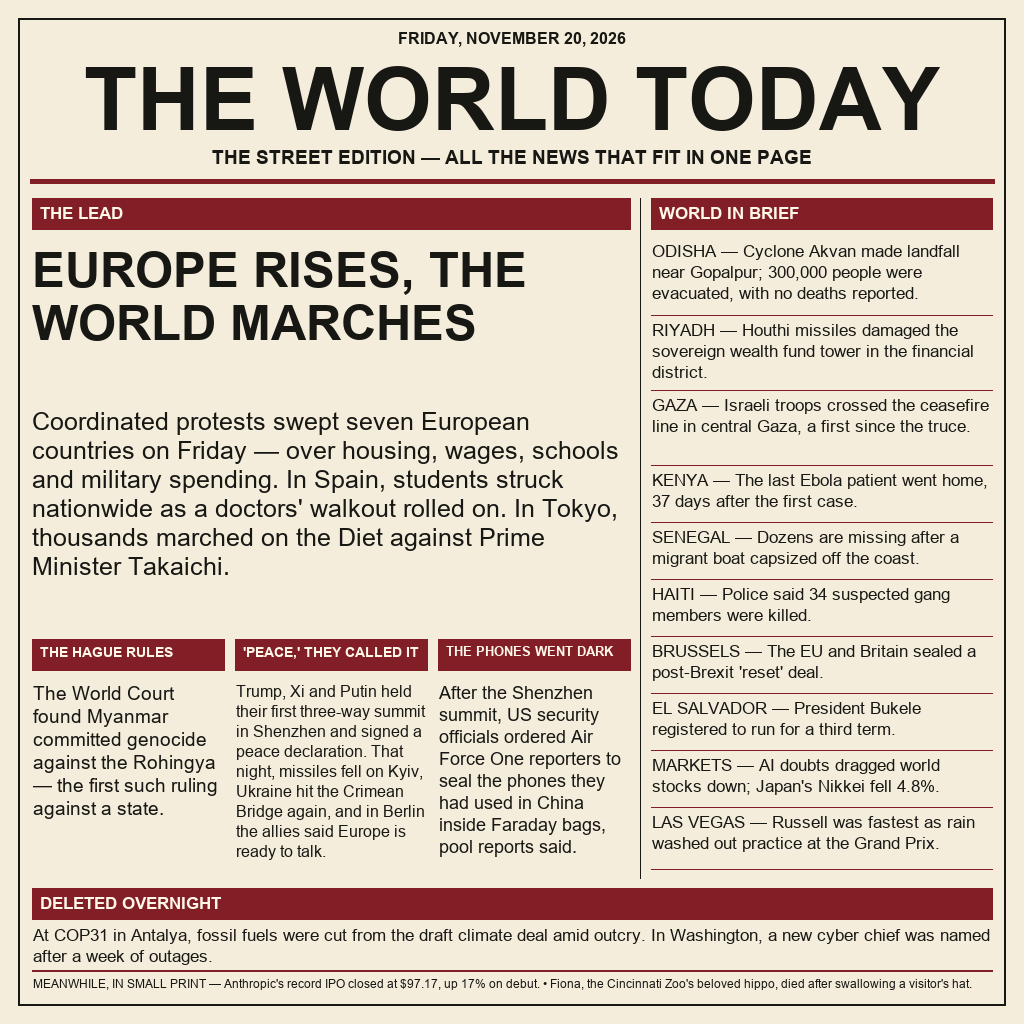 FRIDAY, NOVEMBER 20, 2026
THE WORLD TODAY
THE STREET EDITION — ALL THE NEWS THAT FIT IN ONE PAGE
THE LEAD
EUROPE RISES, THE
WORLD MARCHES
Coordinated protests swept seven European
countries on Friday — over housing, wages, schools
and military spending. In Spain, students struck
nationwide as a doctors' walkout rolled on. In Tokyo,
thousands marched on the Diet against Prime
Minister Takaichi.
THE HAGUE RULES
The World Court
found Myanmar
committed genocide
against the Rohingya
— the first such ruling
against a state.
'PEACE,' THEY CALLED IT
Trump, Xi and Putin held
their first three-way summit
in Shenzhen and signed a
peace declaration. That
night, missiles fell on Kyiv,
Ukraine hit the Crimean
Bridge again, and in Berlin
the allies said Europe is
ready to talk.
THE PHONES WENT DARK
After the Shenzhen
summit, US security
officials ordered Air
Force One reporters to
seal the phones they
had used in China
inside Faraday bags,
pool reports said.
WORLD IN BRIEF
ODISHA — Cyclone Akvan made landfall
near Gopalpur; 300,000 people were
evacuated, with no deaths reported.
RIYADH — Houthi missiles damaged the
sovereign wealth fund tower in the financial
district.
GAZA — Israeli troops crossed the ceasefire
line in central Gaza, a first since the truce.
KENYA — The last Ebola patient went home,
37 days after the first case.
SENEGAL — Dozens are missing after a
migrant boat capsized off the coast.
HAITI — Police said 34 suspected gang
members were killed.
BRUSSELS — The EU and Britain sealed a
post-Brexit 'reset' deal.
EL SALVADOR — President Bukele
registered to run for a third term.
MARKETS — AI doubts dragged world
stocks down; Japan's Nikkei fell 4.8%.
LAS VEGAS — Russell was fastest as rain
washed out practice at the Grand Prix.
DELETED OVERNIGHT
At COP31 in Antalya, fossil fuels were cut from the draft climate deal amid outcry. In Washington, a new cyber chief was named
after a week of outages.
MEANWHILE, IN SMALL PRINT — Anthropic's record IPO closed at $97.17, up 17% on debut. • Fiona, the Cincinnati Zoo's beloved hippo, died after swallowing a visitor's hat.